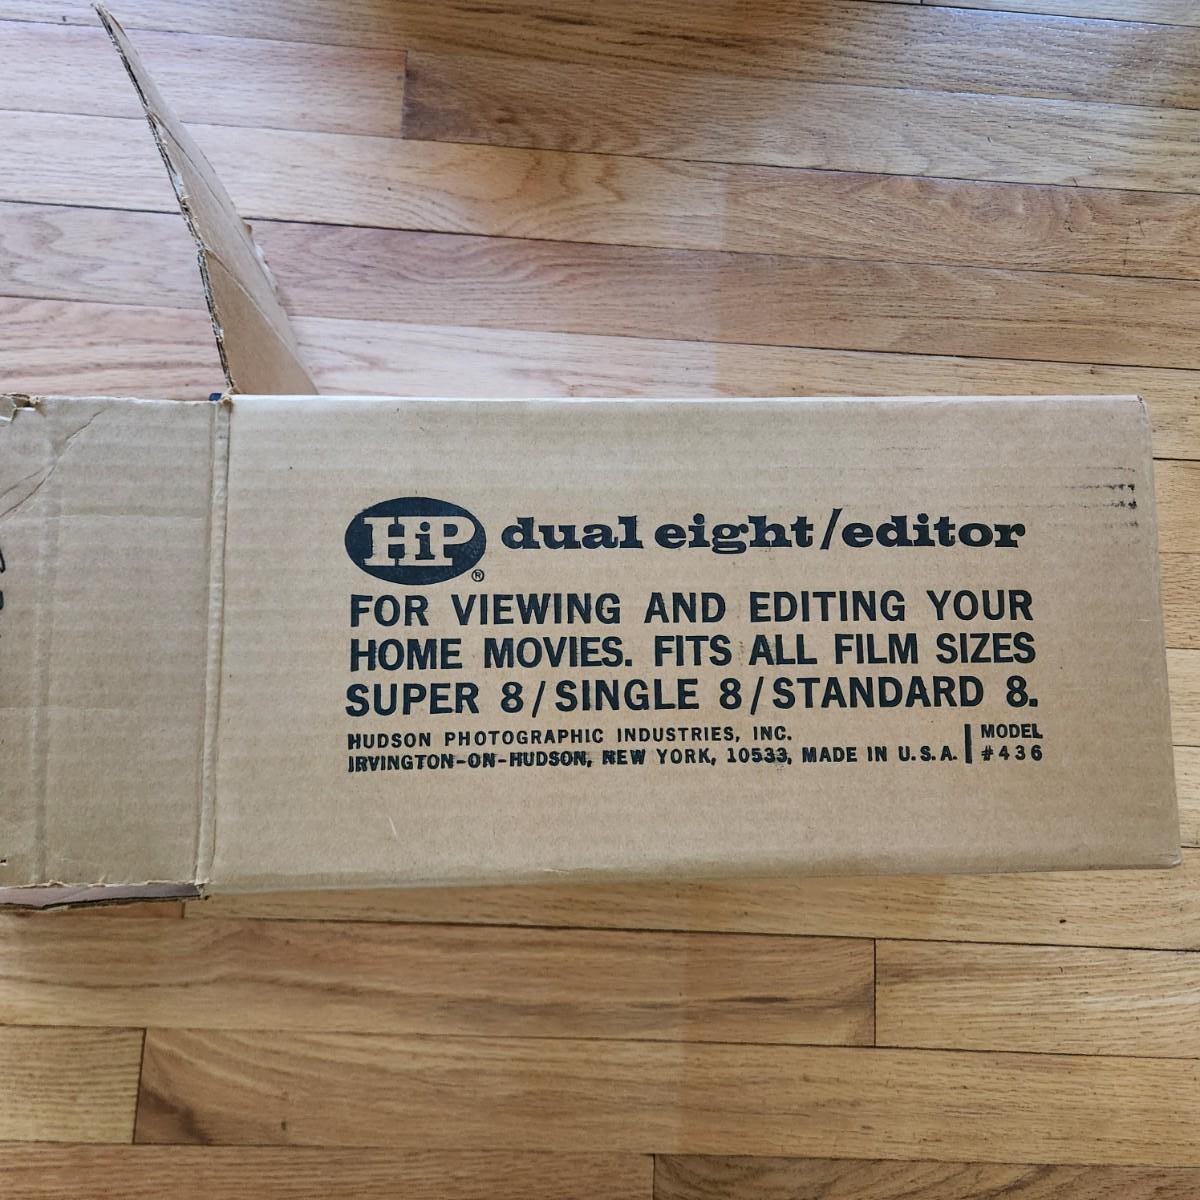 HiP® dual eight/editor
FOR VIEWING AND EDITING YOUR
HOME MOVIES. FITS ALL FILM SIZES
SUPER 8/SINGLE 8/STANDARD 8.
HUDSON PHOTOGRAPHIC INDUSTRIES, INC.
IRVINGTON-ON-HUDSON, NEW YORK, 10533, MADE IN U.S.A.
MODEL
#436